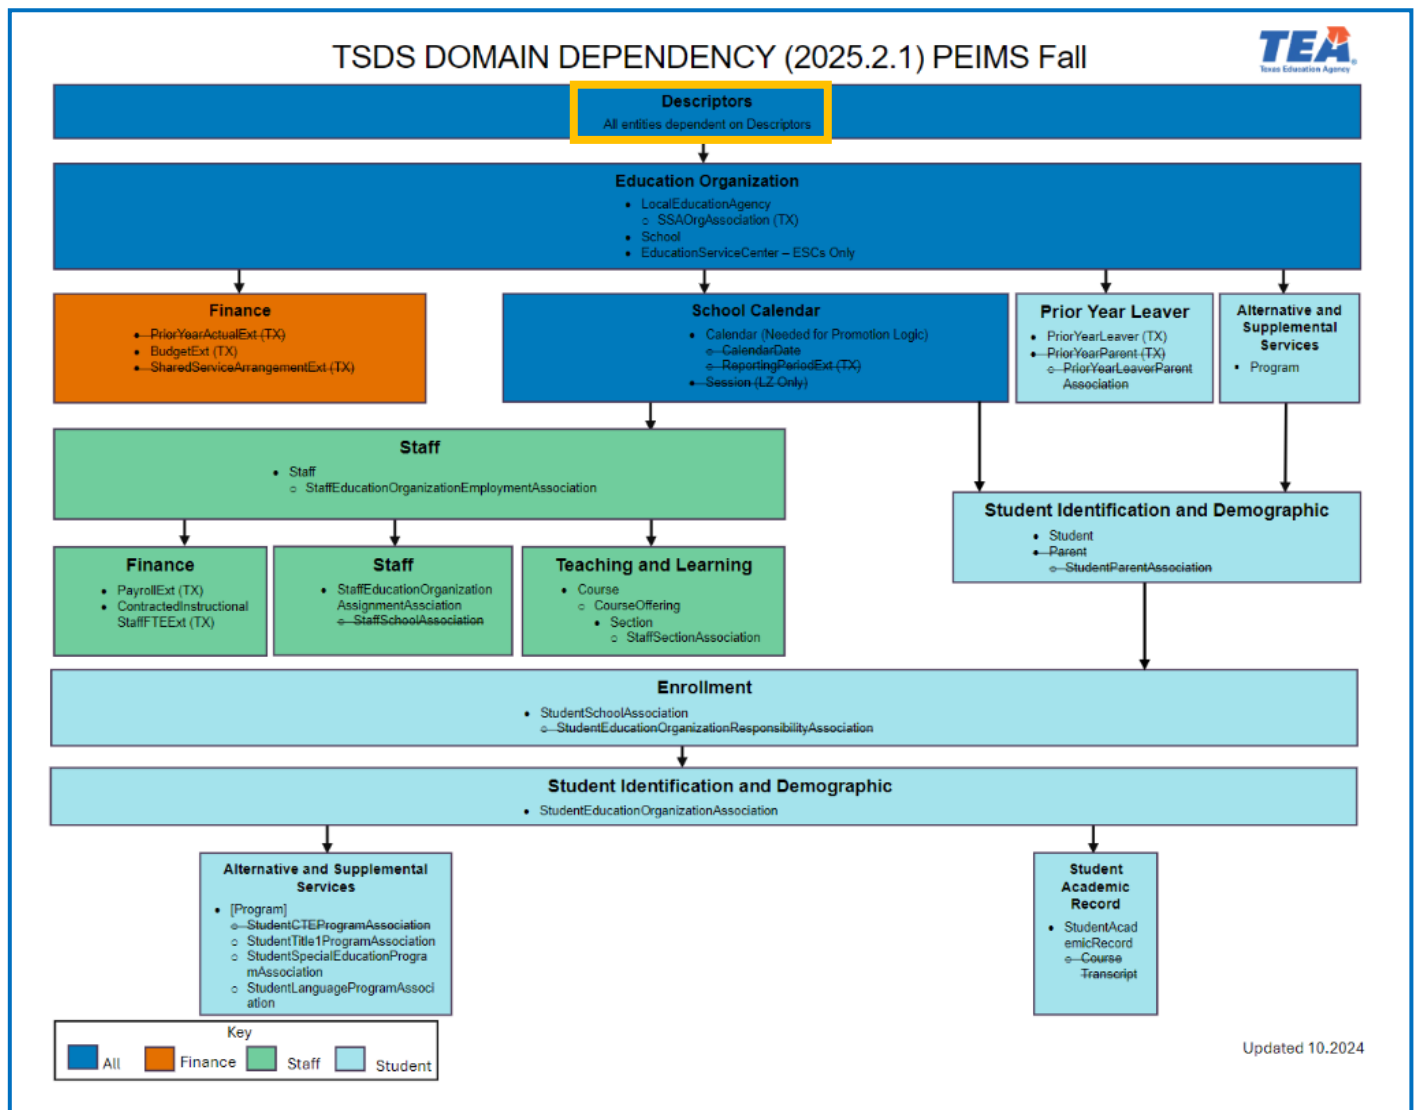 TSDS DOMAIN DEPENDENCY (2025.2.1) PEIMS Fall
TEA
Texas Education Agency
Descriptors
All entities dependent on Descriptors
Education Organization
• LocalEducationAgency
o SSAOrgAssociation (TX)
• School
• EducationServiceCenter – ESCs Only
Finance
• PriorYearActualExt (TX)
• BudgetExt (TX)
• SharedServiceArrangementExt (TX)
School Calendar
• Calendar (Needed for Promotion Logic)
o CalendarDate
o ReportingPeriodExt (TX)
• Session (LZ Only)
Prior Year Leaver
• PriorYearLeaver (TX)
• PriorYearParent (TX)
o PriorYearLeaverParent
Association
Alternative and
Supplemental
Services
▪ Program
Staff
• Staff
o StaffEducationOrganizationEmploymentAssociation
Student Identification and Demographic
• Student
• Parent
o StudentParentAssociation
Finance
• PayrollExt (TX)
• ContractedInstructional
StaffFTEExt (TX)
Staff
• StaffEducationOrganization
AssignmentAssciation
o StaffSchoolAssociation
Teaching and Learning
• Course
o CourseOffering
• Section
o StaffSectionAssociation
Enrollment
• StudentSchoolAssociation
o StudentEducationOrganizationResponsibilityAssociation
Student Identification and Demographic
• StudentEducationOrganizationAssociation
Alternative and Supplemental
Services
• [Program]
o StudentCTEProgramAssociation
o StudentTitle1ProgramAssociation
o StudentSpecialEducationProgra
mAssociation
o StudentLanguageProgramAssoci
ation
Student
Academic
Record
• StudentAcad
emicRecord
o Course
Transcript
Key
All
Finance
Staff
Student
Updated 10.2024